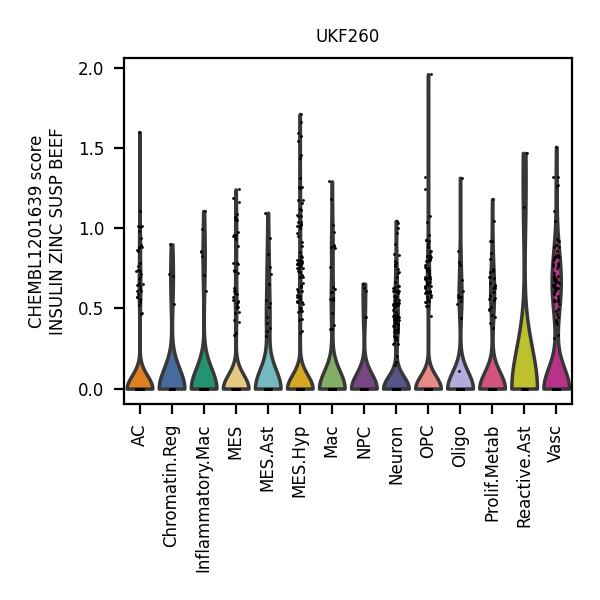 UKF260
CHEMBL1201639 score
INSULIN ZINC SUSP BEEF
2.0
1.5
1.0
0.5
0.0
AC
Chromatin.Reg
Inflammatory.Mac
MES
MES.Ast
MES.Hyp
Mac
NPC
Neuron
OPC
Oligo
Prolif.Metab
Reactive.Ast
Vasc